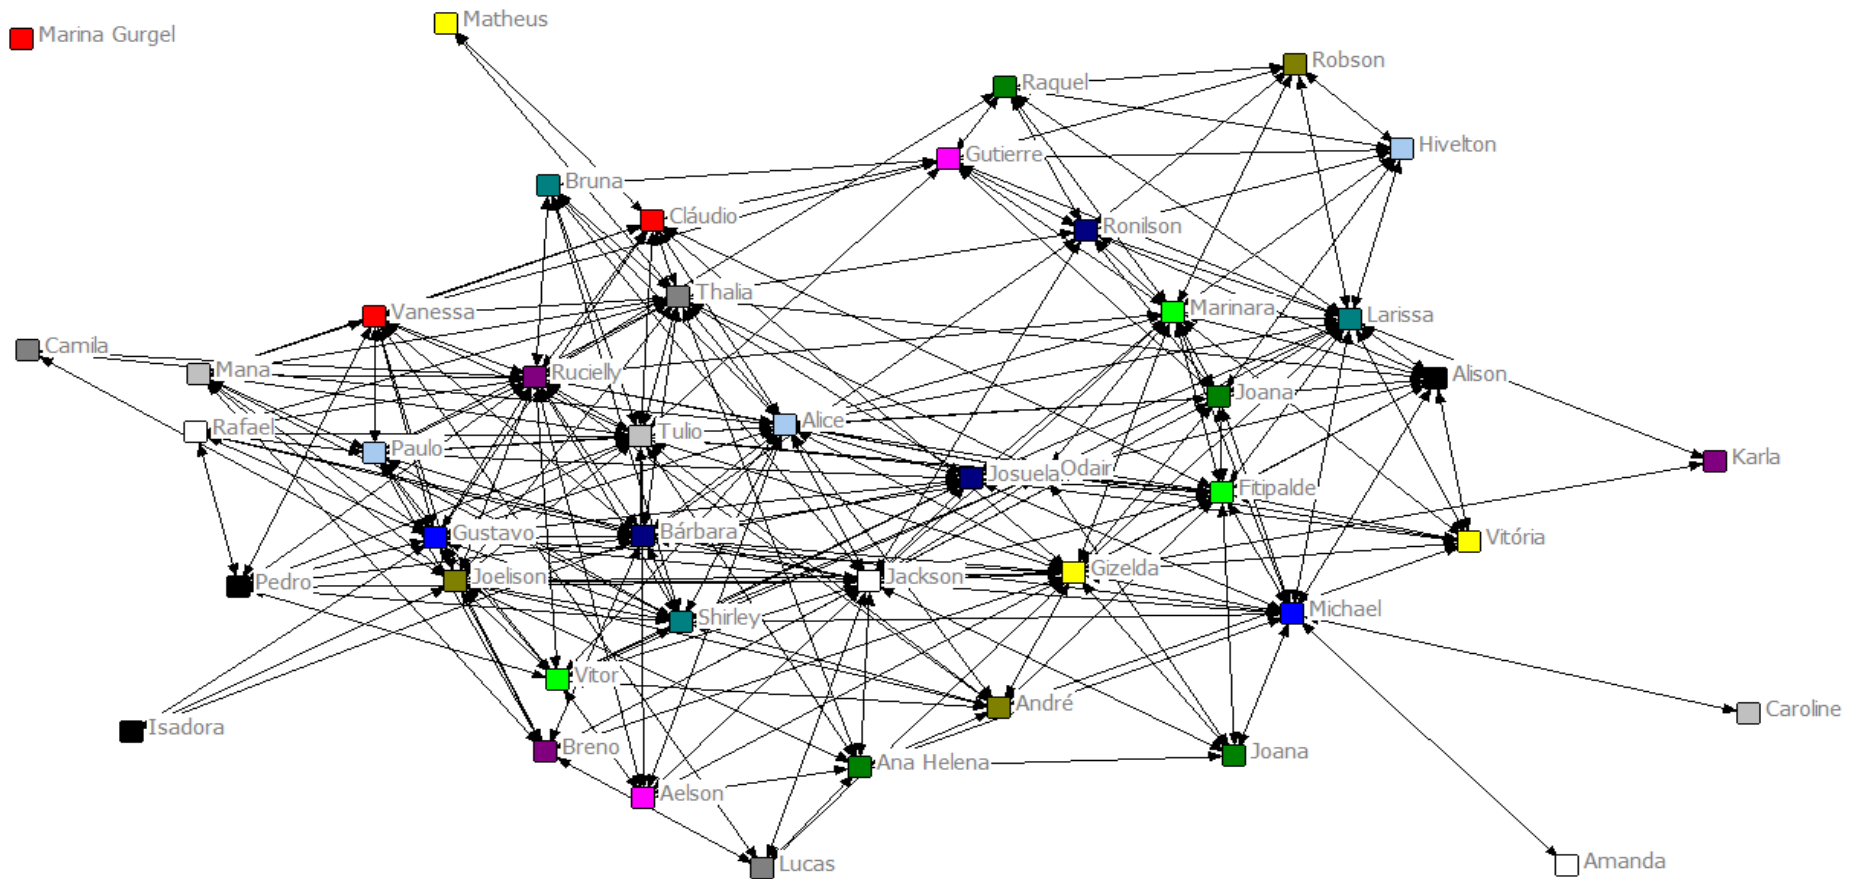 Marina Gurgel
Matheus
Robson
Raquel
Hivelton
Gutierre
Bruna
Cláudio
Ronilson
Thalia
Marinara
Vanessa
Larissa
Camila
Mana
Rucielly
Alison
Joana
Alice
Rafael
Tulio
Paulo
Karla
Josuela
Odair
Fitipalde
Gustavo
Bárbara
Vitória
Gizelda
Pedro
Joelison
Jackson
Michael
Shirley
Vitor
André
Caroline
Isadora
Breno
Joana
Ana Helena
Aelson
Lucas
Amanda